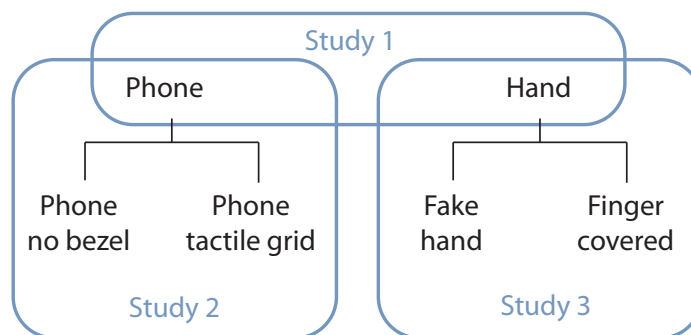 Study 1
Phone
Hand
Phone
no bezel
Phone
tactile grid
Fake
hand
Finger
covered
Study 2
Study 3